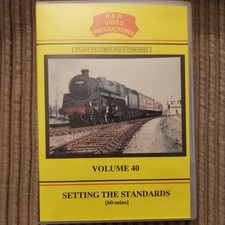 B & R
VIDEO
PRODUCTIONS
VOLUME 40
SETTING THE STANDARDS
[60-mins]